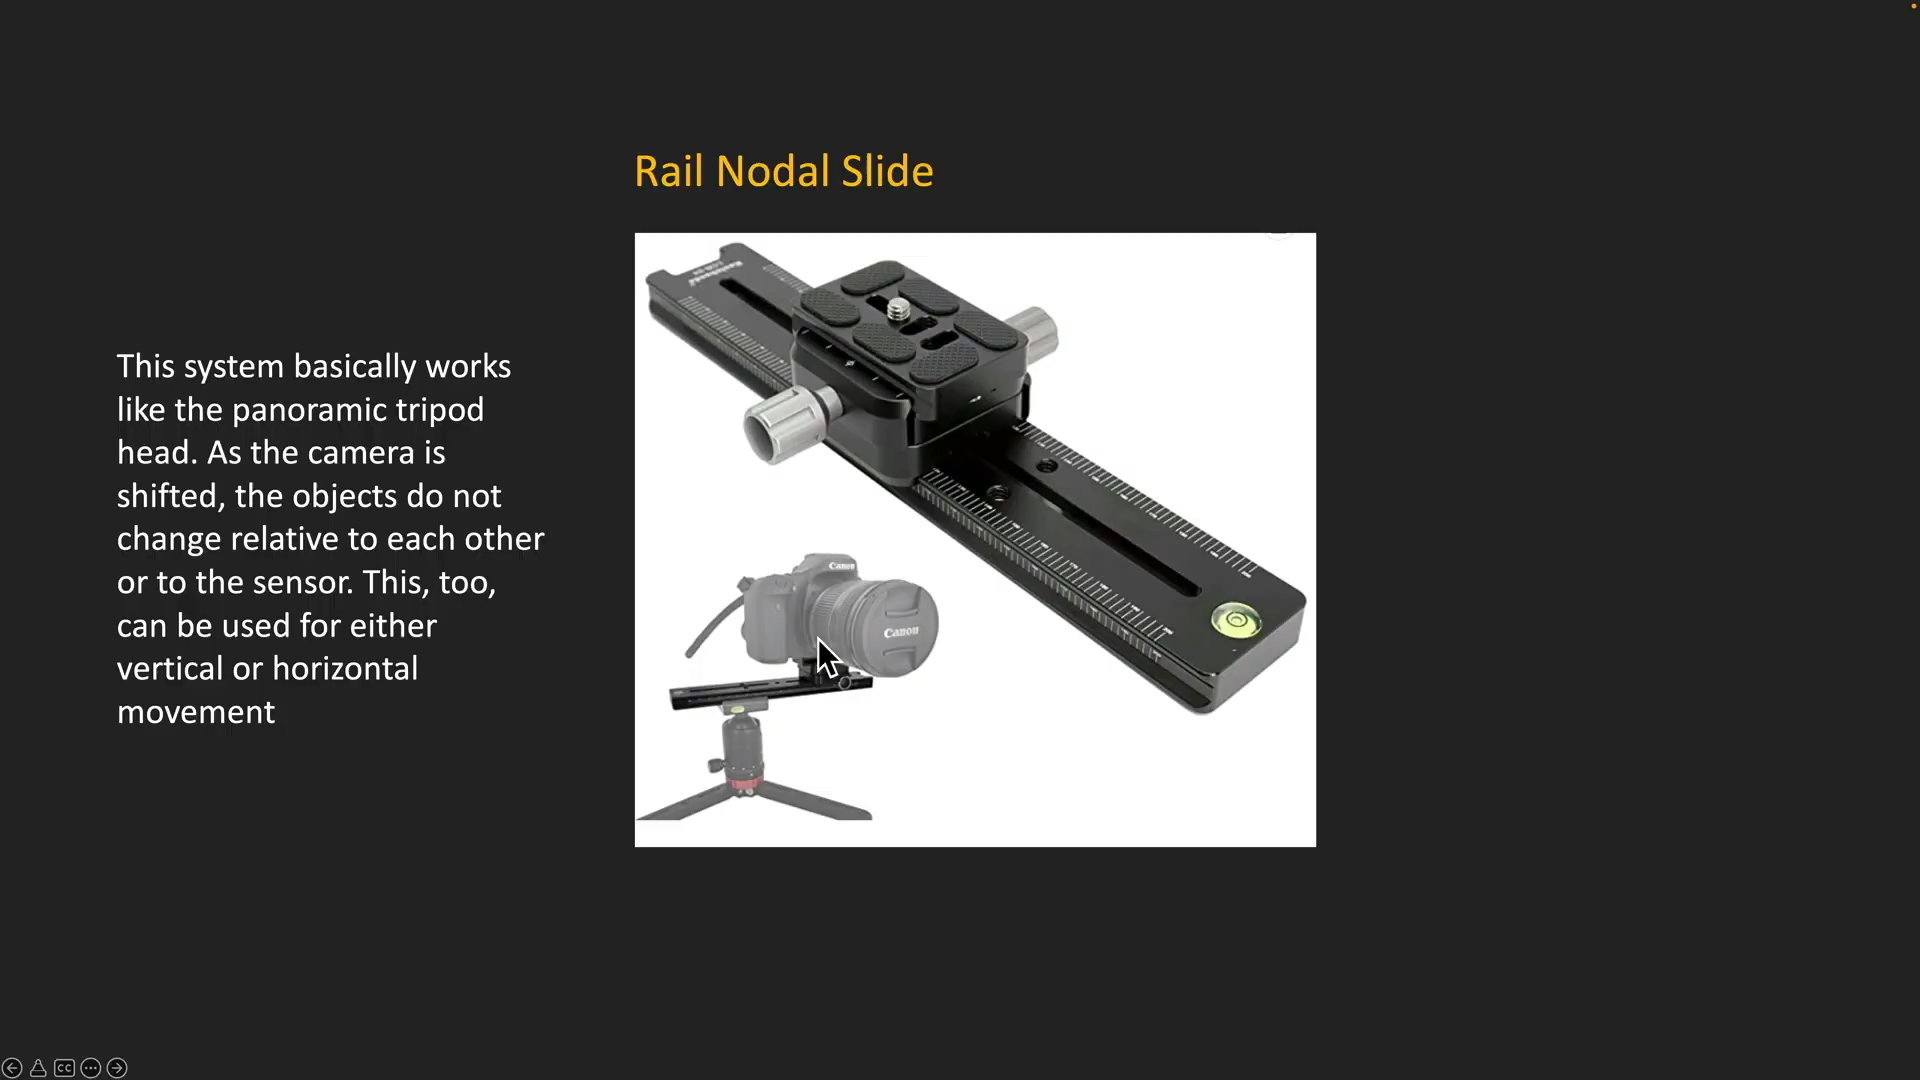 Rail Nodal Slide
This system basically works
like the panoramic tripod
head. As the camera is
shifted, the objects do not
change relative to each other
or to the sensor. This, too,
can be used for either
vertical or horizontal
movement
Canon
Canon
CC